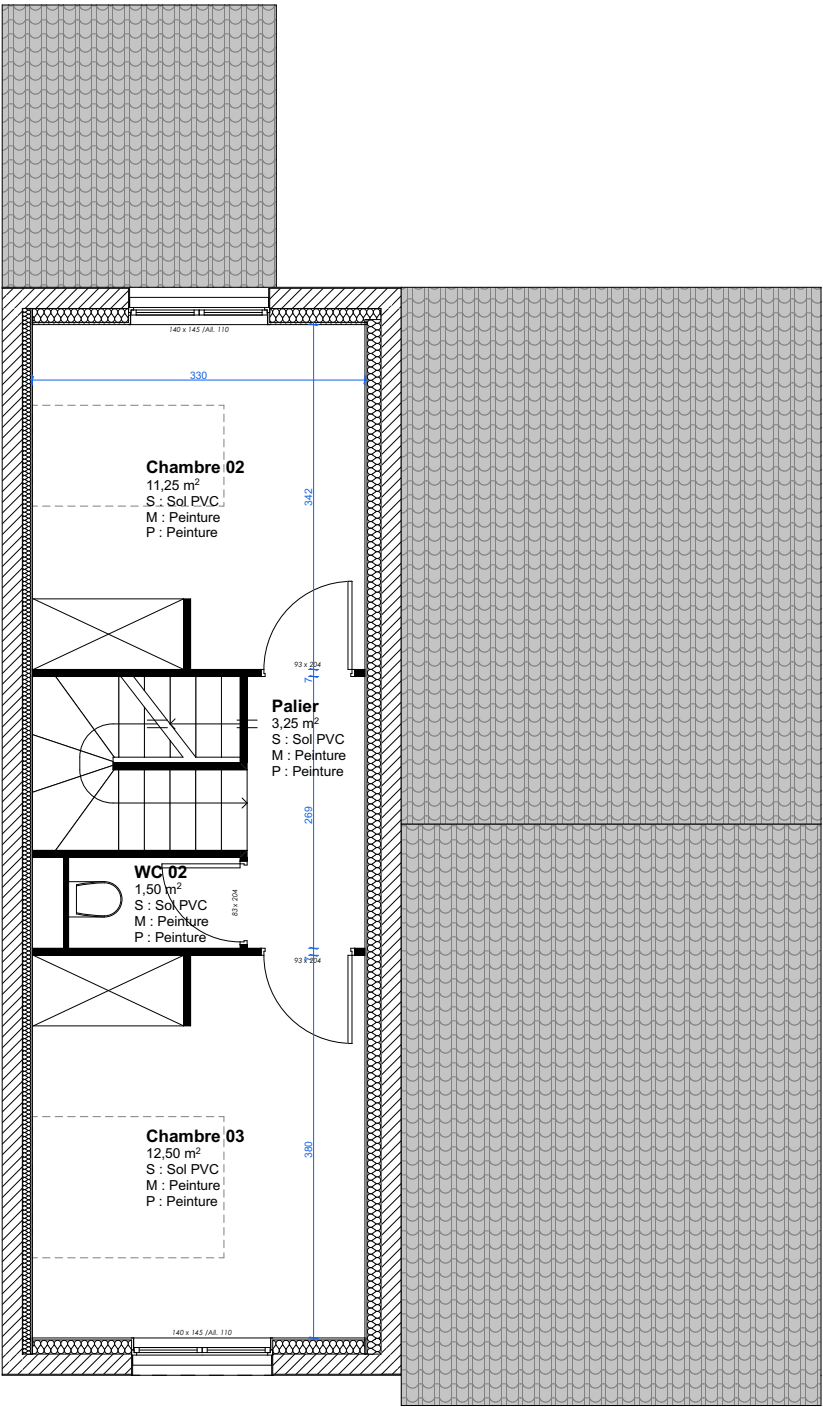 140 x 145 /All. 110
330
Chambre 02
11,25 m²
S : Sol PVC
M : Peinture
P : Peinture
342
93 x 204
7
Palier
3,25 m²
S : Sol PVC
M : Peinture
P : Peinture
269
WC 02
1,50 m²
S : Sol PVC
M : Peinture
P : Peinture
83 x 204
93 x 204
Chambre 03
12,50 m²
S : Sol PVC
M : Peinture
P : Peinture
380
140 x 145 /All. 110